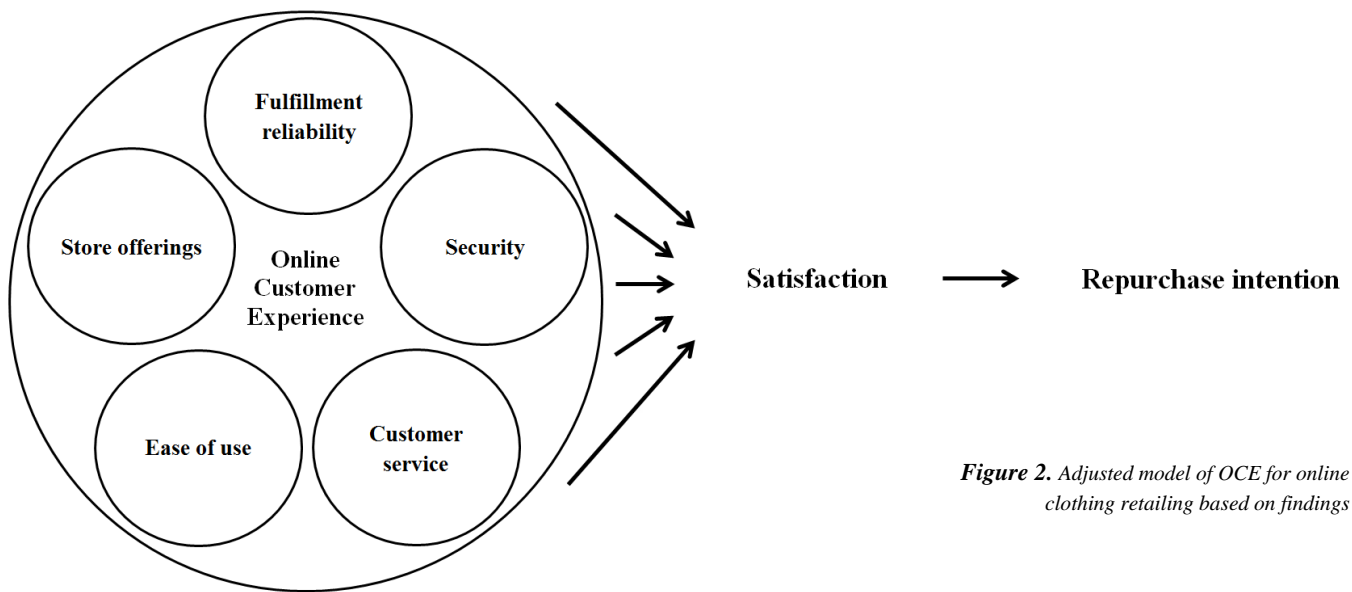 Fulfillment
reliability
Store offerings
Security
Online
Customer
Experience
Ease of use
Customer
service
Satisfaction
Repurchase intention
Figure 2. Adjusted model of OCE for online
clothing retailing based on findings